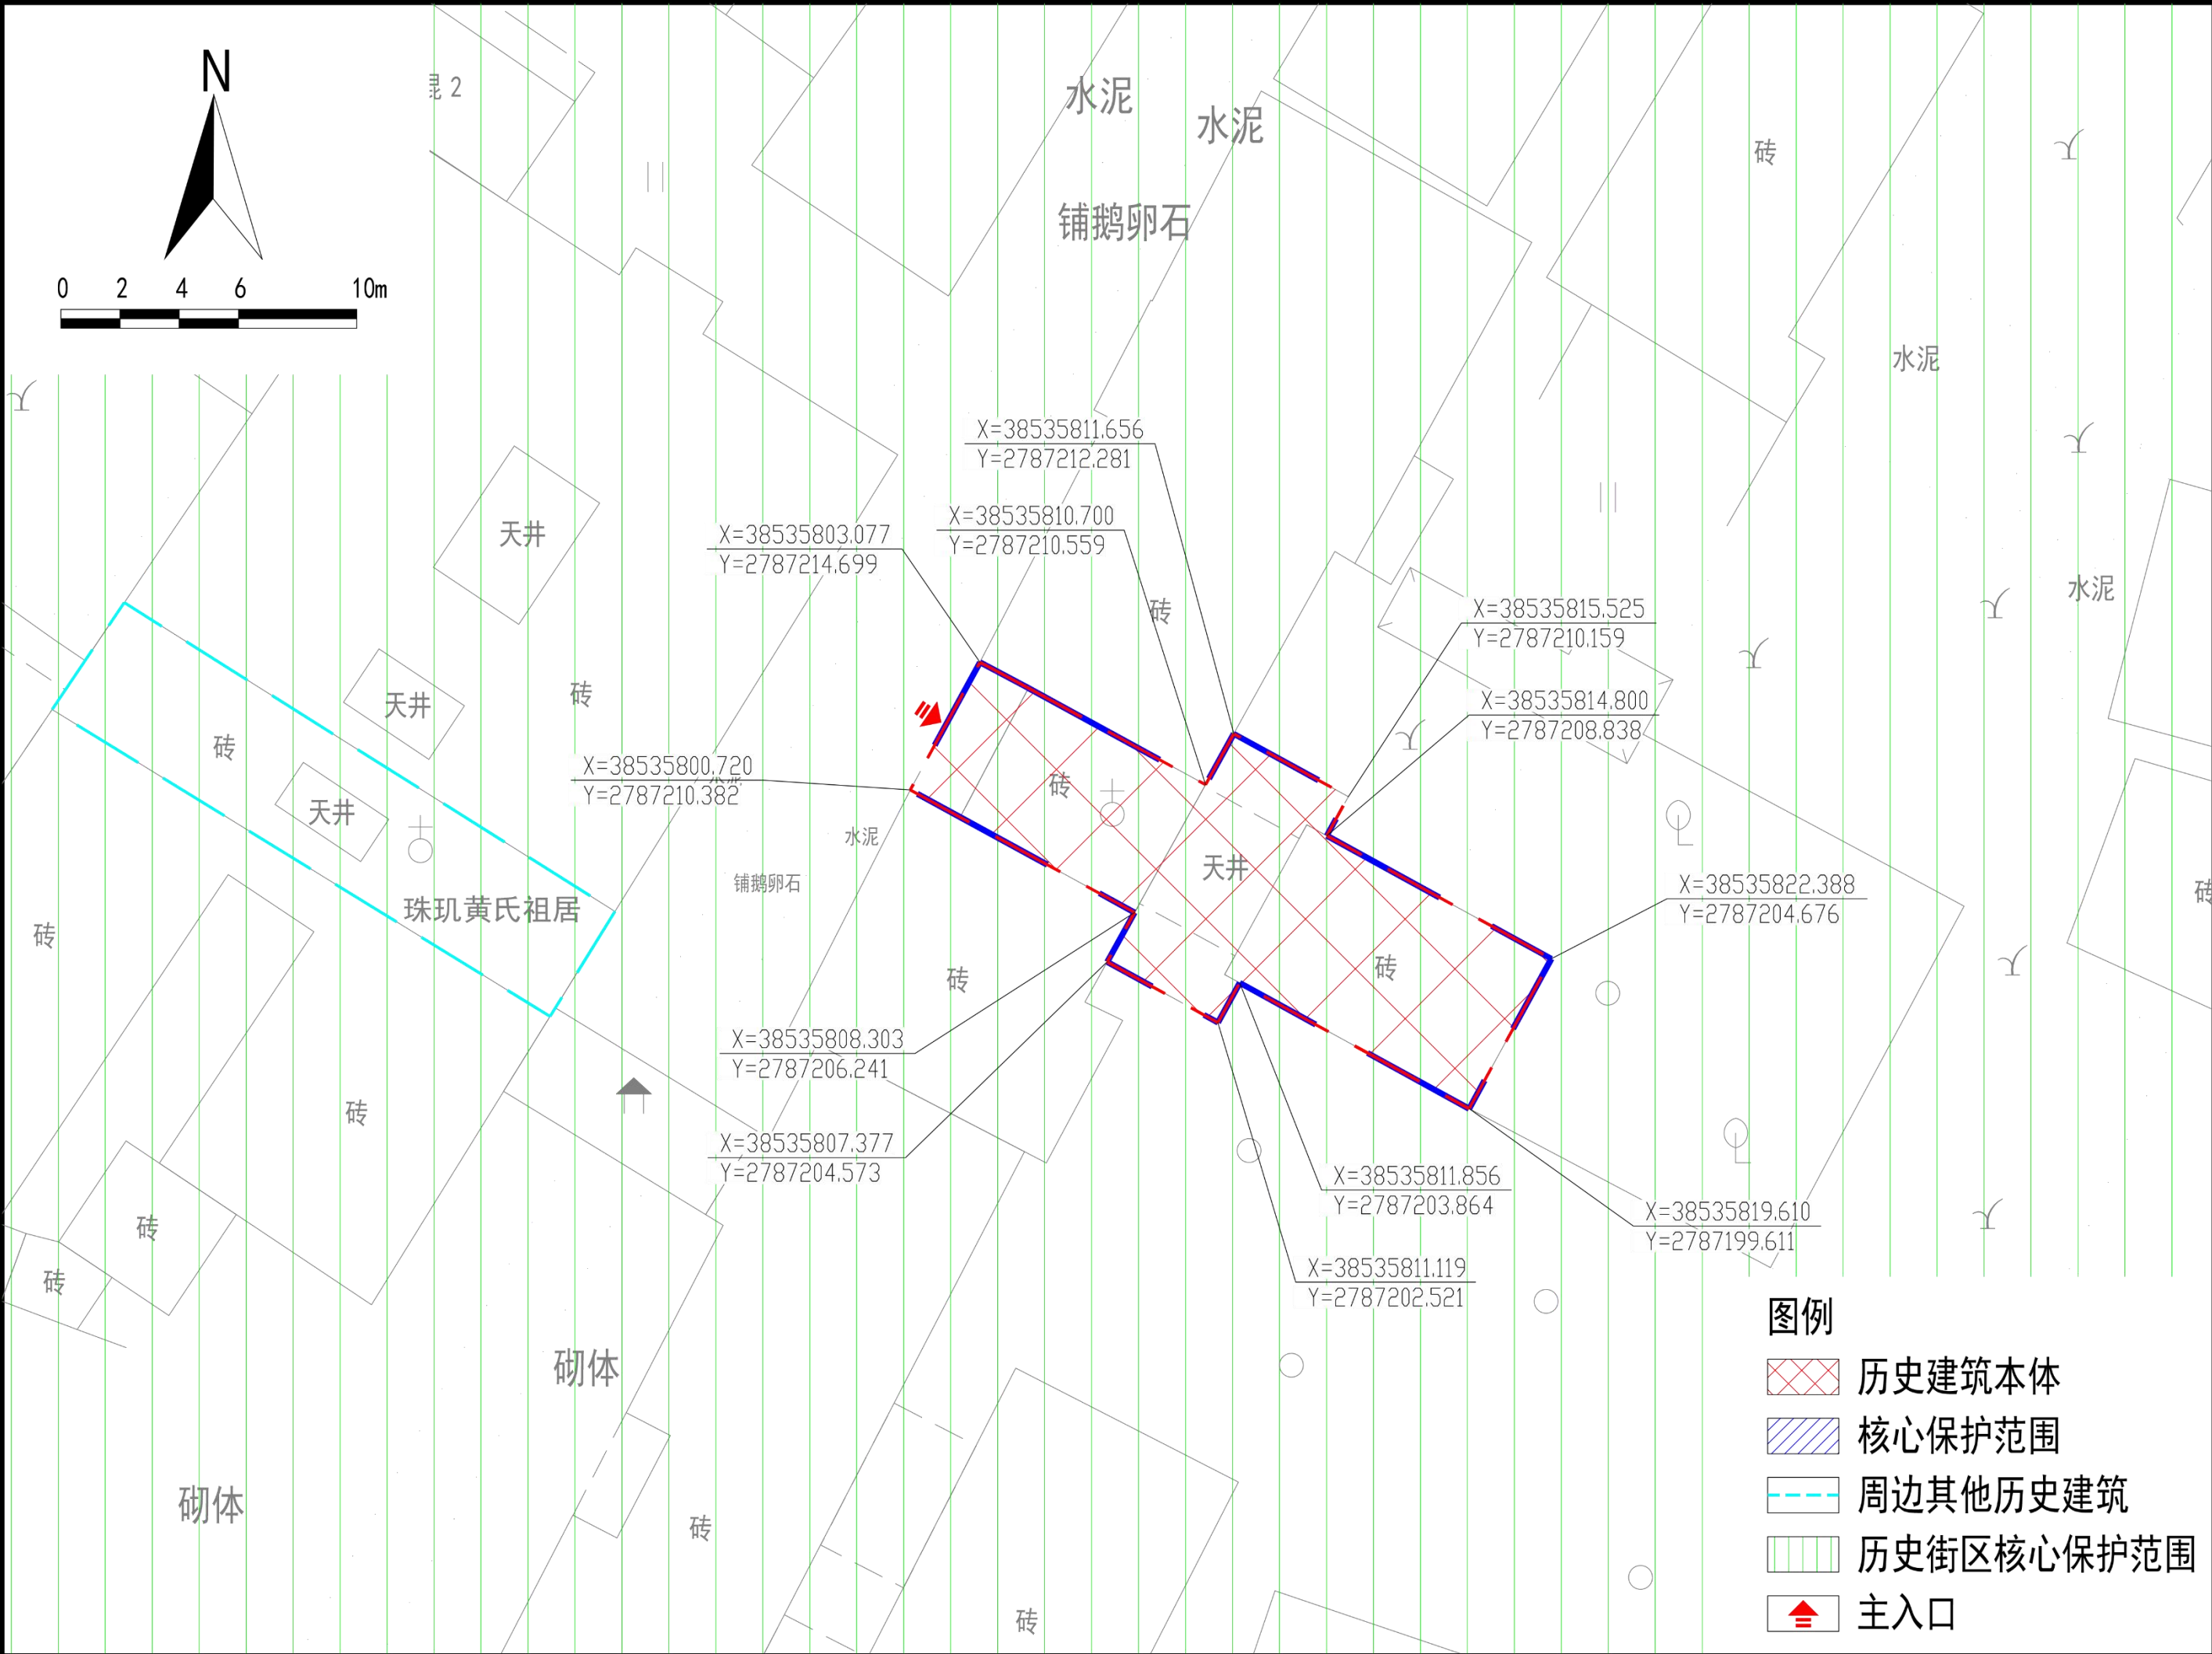 N
0 2 4 6 10m
混 2
水泥
水泥
铺鹅卵石
砖
水泥
水泥
砖
天井
天井
天井
砖
砖
珠玑黄氏祖居
砖
砖
砖
砖
砌体
砌体
砖
砖
X=38535811.656
Y=2787212.281
X=38535810.700
Y=2787210.559
X=38535803.077
Y=2787214.699
砖
X=38535815.525
Y=2787210.159
X=38535814.800
Y=2787208.838
X=38535800.720
Y=2787210.382
砖
水泥
铺鹅卵石
天井
X=38535822.388
Y=2787204.676
砖
砖
X=38535808.303
Y=2787206.241
X=38535807.377
Y=2787204.573
X=38535811.856
Y=2787203.864
X=38535819.610
Y=2787199.611
X=38535811.119
Y=2787202.521
图例
历史建筑本体
核心保护范围
周边其他历史建筑
历史街区核心保护范围
主入口